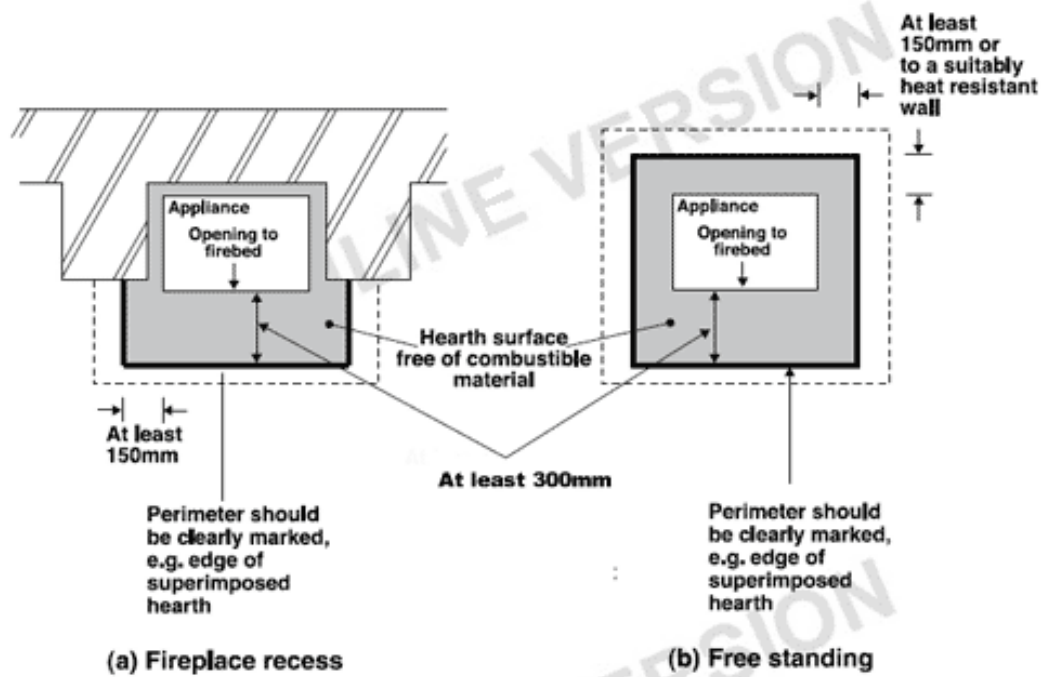 At least
150mm or
to a suitably
heat resistant
wall
Appliance
Opening to
firebed
Appliance
Opening to
firebed
Hearth surface
free of combustible
material
At least
150mm
At least 300mm
Perimeter should
be clearly marked,
e.g. edge of
superimposed
hearth
Perimeter should
be clearly marked,
e.g. edge of
superimposed
hearth
(a) Fireplace recess
(b) Free standing
LINE VERSION
LINE VERSION